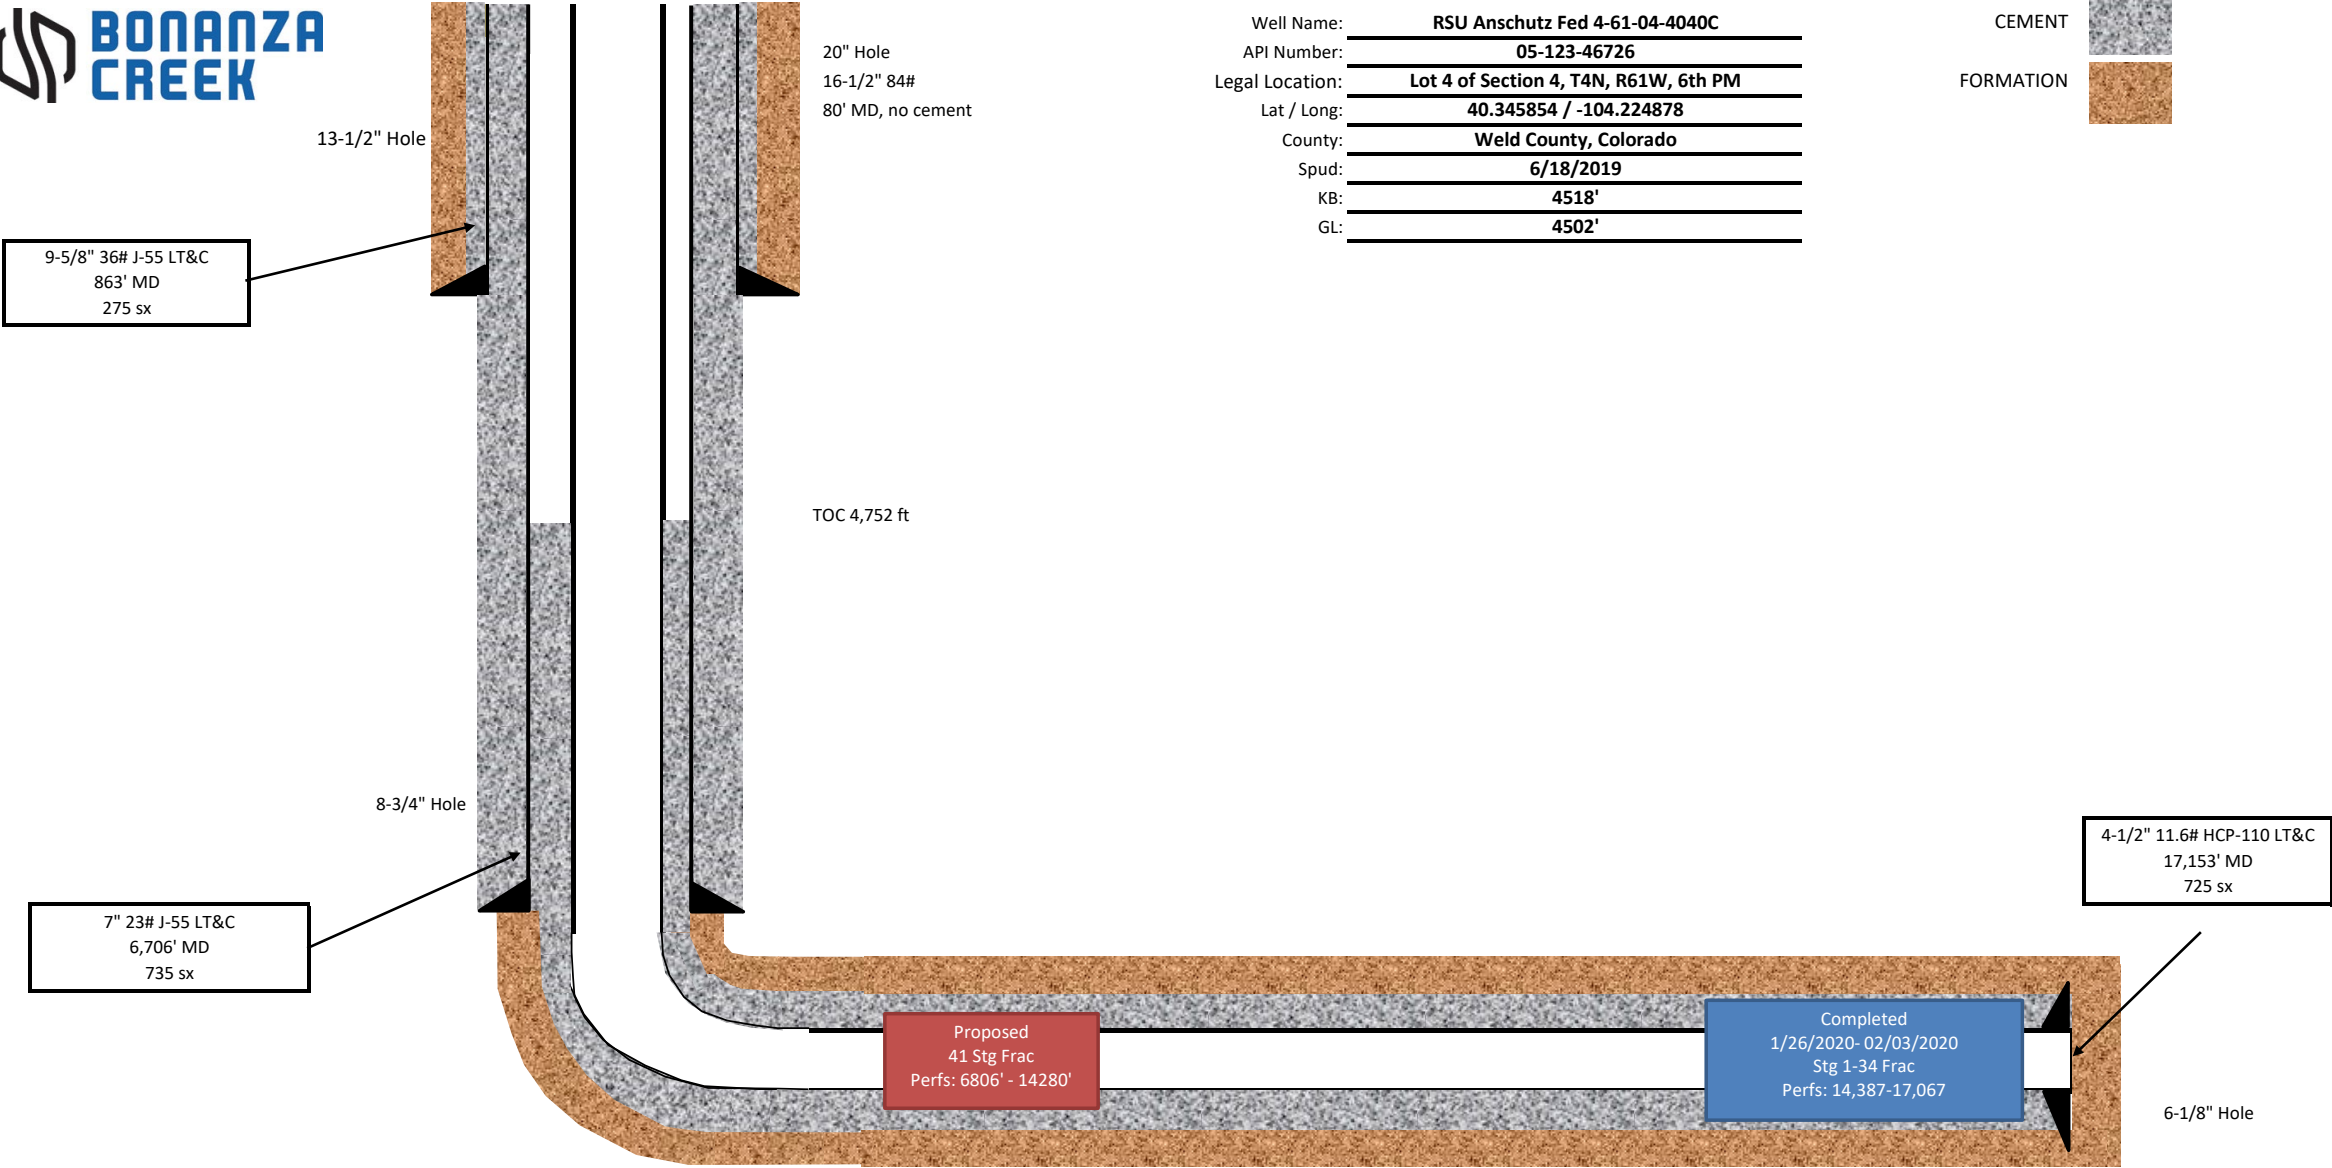 BONANZA
CREEK
13-1/2" Hole
20" Hole
16-1/2" 84#
80' MD, no cement
Well Name: RSU Anschutz Fed 4-61-04-4040C
API Number: 05-123-46726
Legal Location: Lot 4 of Section 4, T4N, R61W, 6th PM
Lat / Long: 40.345854 / -104.224878
County: Weld County, Colorado
Spud: 6/18/2019
KB: 4518'
GL: 4502'
CEMENT
FORMATION
9-5/8" 36# J-55 LT&C
863' MD
275 sx
TOC 4,752 ft
8-3/4" Hole
7" 23# J-55 LT&C
6,706' MD
735 sx
4-1/2" 11.6# HCP-110 LT&C
17,153' MD
725 sx
Proposed
41 Stg Frac
Perfs: 6806' - 14280'
Completed
1/26/2020- 02/03/2020
Stg 1-34 Frac
Perfs: 14,387-17,067
6-1/8" Hole